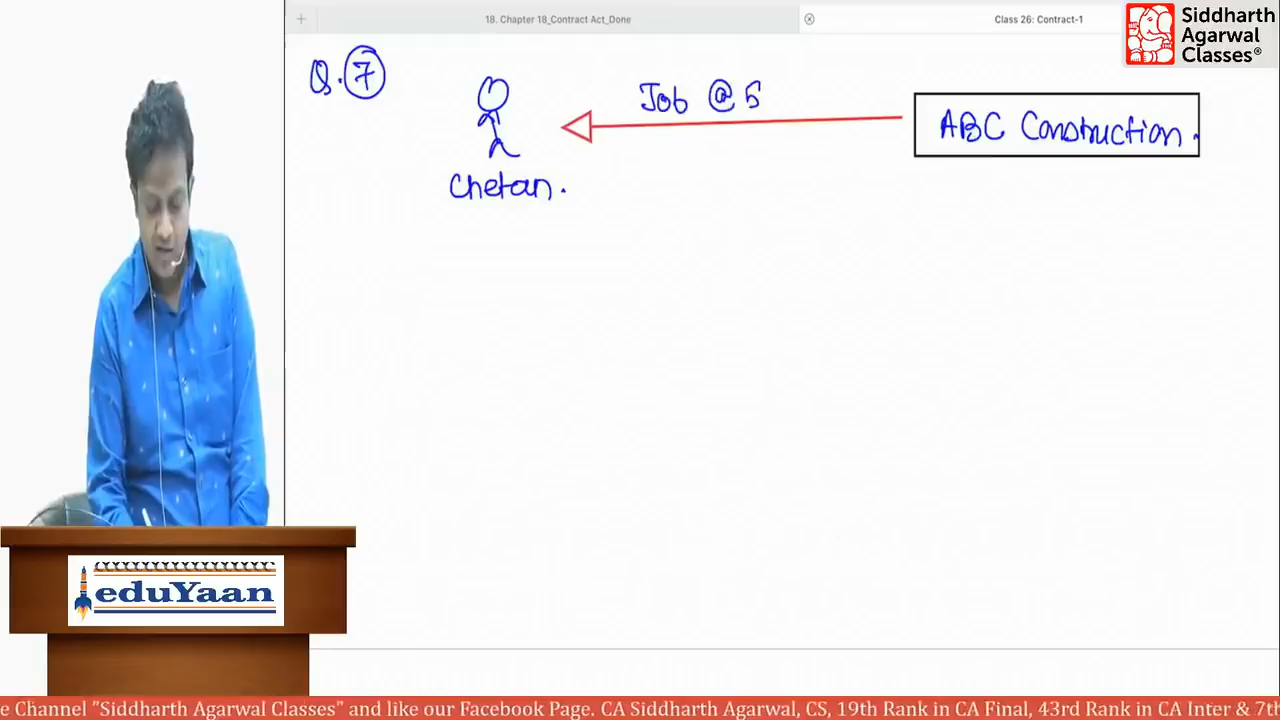 18. Chapter 18_Contract Act_Done
Class 26: Contract-1
Siddharth
Agarwal
Classes®
Q. 7
Job @ 5
ABC Construction.
Chetan.
eduYaan
e Channel "Siddharth Agarwal Classes" and like our Facebook Page. CA Siddharth Agarwal, CS, 19th Rank in CA Final, 43rd Rank in CA Inter & 7th